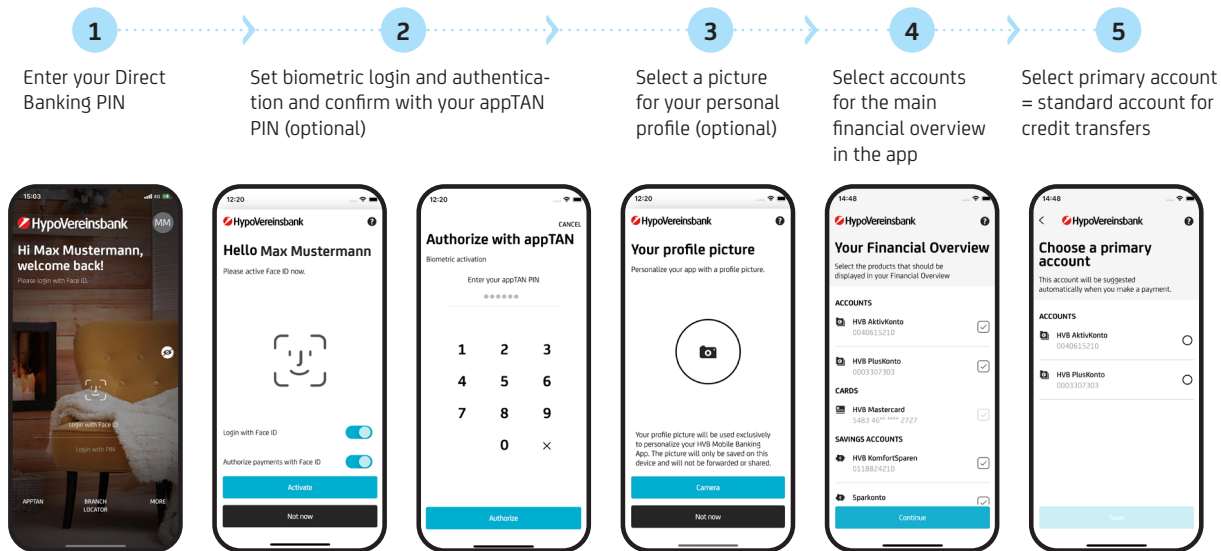 1
2
3
4
5
Enter your Direct
Banking PIN
Set biometric login and authentica-
tion and confirm with your appTAN
PIN (optional)
Select a picture
for your personal
profile (optional)
Select accounts
for the main
financial overview
in the app
Select primary account
= standard account for
credit transfers
15:03
4G
HypoVereinsbank
MM
Hi Max Mustermann,
welcome back!
Please login with Face ID.
Login with Face ID
Login with PIN
APPTAN
BRANCH
LOCATOR
MORE
12:20
HypoVereinsbank
?
Hello Max Mustermann
Please active Face ID now.
Login with Face ID
Authorize payments with Face ID
Activate
Not now
12:20
CANCEL
Authorize with appTAN
Biometric activation
Enter your appTAN PIN
1 2 3
4 5 6
7 8 9
0 ×
Authorize
12:20
HypoVereinsbank
?
Your profile picture
Personalize your app with a profile picture.
Your profile picture will be used exclusively
to personalize your HVB Mobile Banking
App. The picture will only be saved on this
device and will not be forwarded or shared.
Camera
Not now
14:48
HypoVereinsbank
?
Your Financial Overview
Select the products that should be
displayed in your Financial Overview
ACCOUNTS
HVB AktivKonto
0040615210
HVB PlusKonto
0003307303
CARDS
HVB Mastercard
5483 46** **** 2727
SAVINGS ACCOUNTS
HVB KomfortSparen
0118824210
Sparkonto
Continue
14:48
< HypoVereinsbank
?
Choose a primary
account
This account will be suggested
automatically when you make a payment.
ACCOUNTS
HVB AktivKonto
0040615210
HVB PlusKonto
0003307303
Save